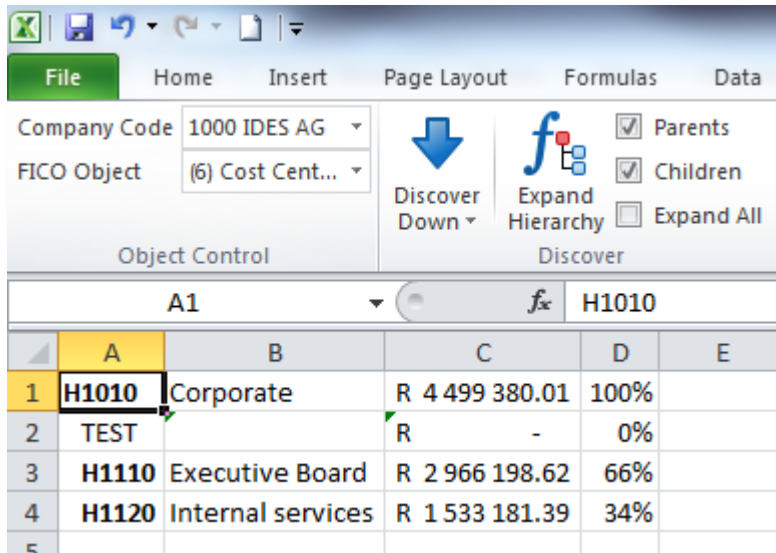 File Home Insert Page Layout Formulas Data
Company Code 1000 IDES AG
FICO Object (6) Cost Cent...
Discover Down
Expand Hierarchy
Parents
Children
Expand All
Object Control Discover
A1 fx H1010
A B C D E
1 H1010 Corporate R 4 499 380.01 100%
2 TEST R - 0%
3 H1110 Executive Board R 2 966 198.62 66%
4 H1120 Internal services R 1 533 181.39 34%
5